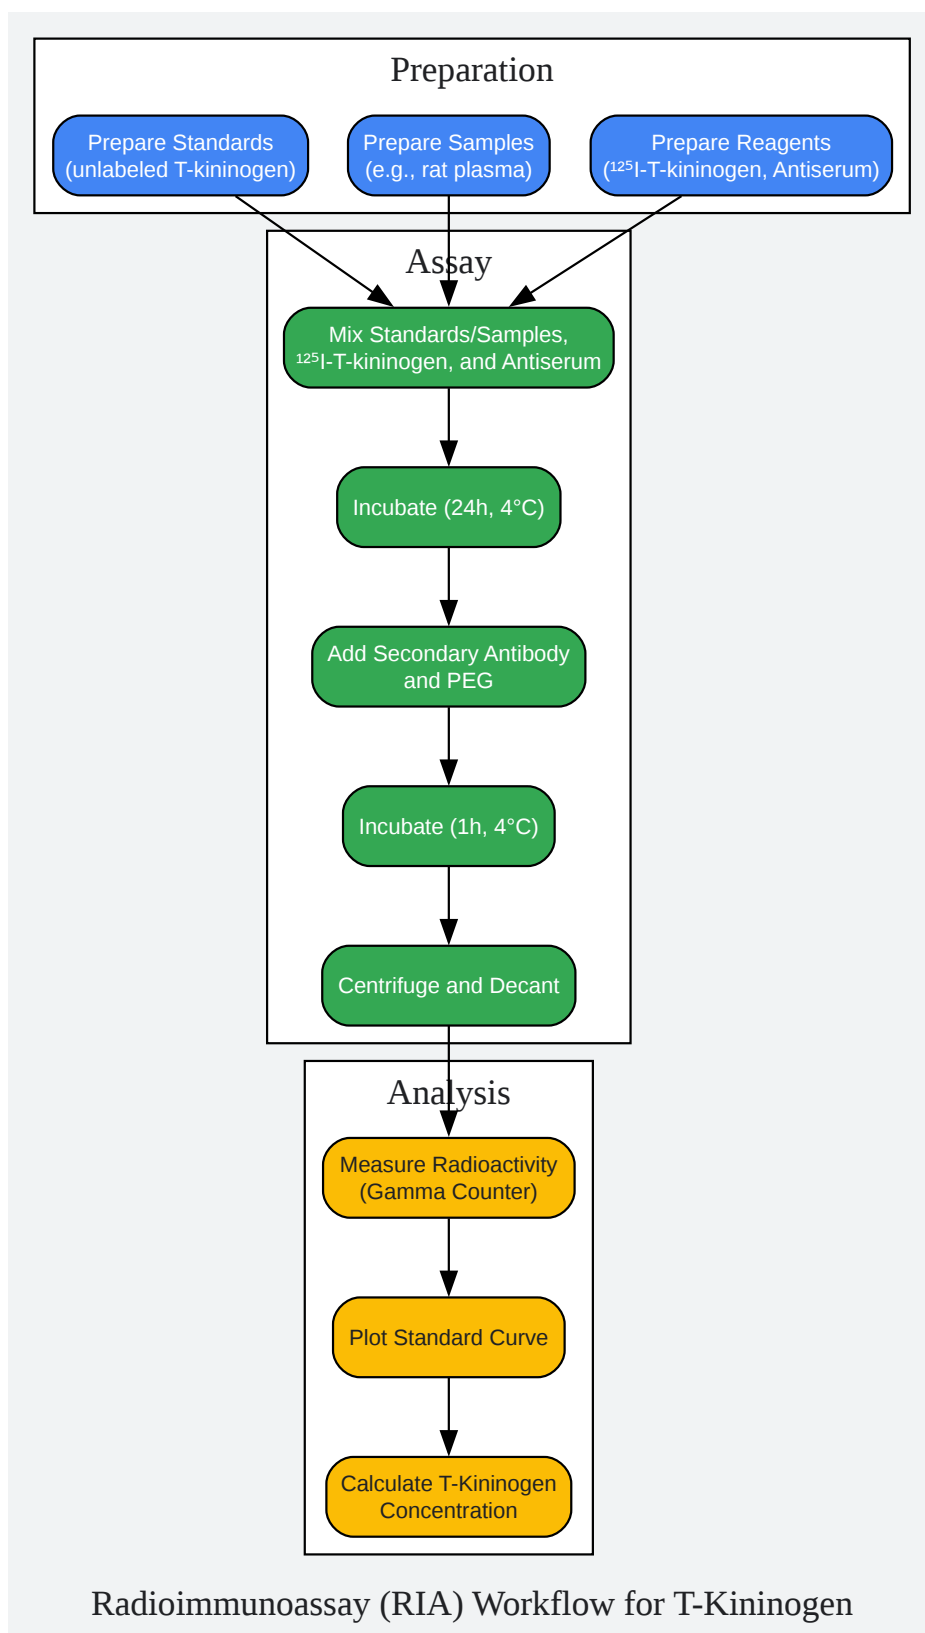 Preparation
Prepare Standards
(unlabeled T-kininogen)
Prepare Samples
(e.g., rat plasma)
Prepare Reagents
(¹²⁵I-T-kininogen, Antiserum)
Assay
Mix Standards/Samples,
¹²⁵I-T-kininogen, and Antiserum
Incubate (24h, 4°C)
Add Secondary Antibody
and PEG
Incubate (1h, 4°C)
Centrifuge and Decant
Analysis
Measure Radioactivity
(Gamma Counter)
Plot Standard Curve
Calculate T-Kininogen
Concentration
Radioimmunoassay (RIA) Workflow for T-Kininogen